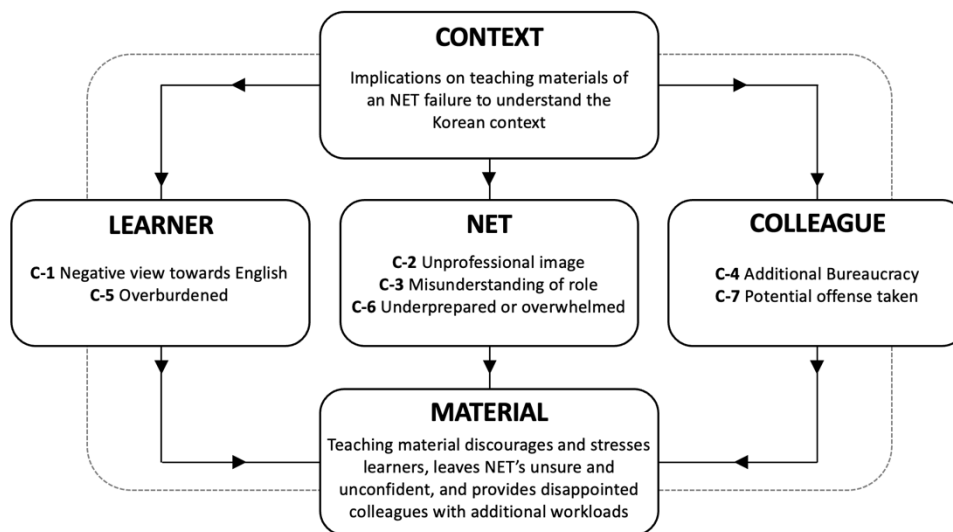 CONTEXT
Implications on teaching materials of
an NET failure to understand the
Korean context
LEARNER
C-1 Negative view towards English
C-5 Overburdened
NET
C-2 Unprofessional image
C-3 Misunderstanding of role
C-6 Underprepared or overwhelmed
COLLEAGUE
C-4 Additional Bureaucracy
C-7 Potential offense taken
MATERIAL
Teaching material discourages and stresses
learners, leaves NET's unsure and
unconfident, and provides disappointed
colleagues with additional workloads